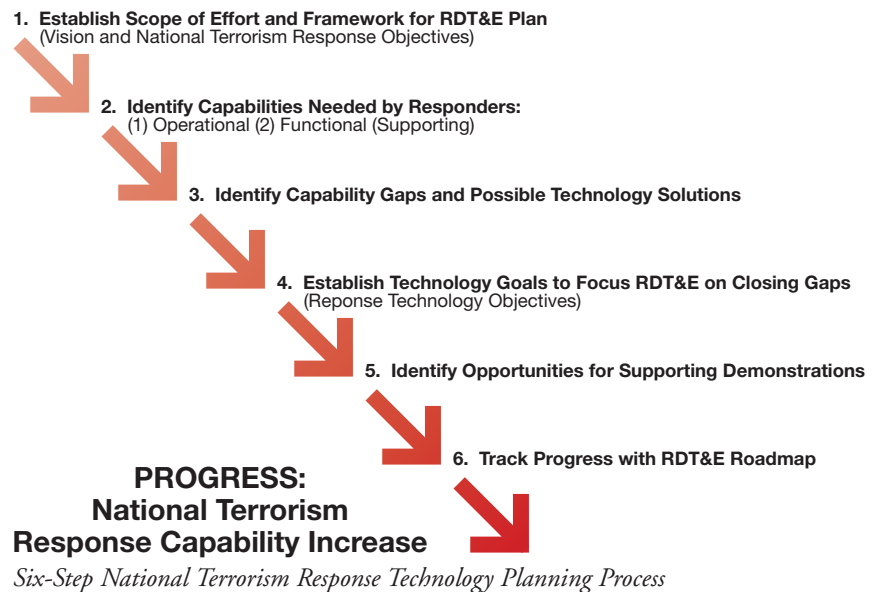 1. Establish Scope of Effort and Framework for RDT&E Plan
(Vision and National Terrorism Response Objectives)
2. Identify Capabilities Needed by Responders:
(1) Operational (2) Functional (Supporting)
3. Identify Capability Gaps and Possible Technology Solutions
4. Establish Technology Goals to Focus RDT&E on Closing Gaps
(Reponse Technology Objectives)
5. Identify Opportunities for Supporting Demonstrations
6. Track Progress with RDT&E Roadmap
PROGRESS:
National Terrorism
Response Capability Increase
Six-Step National Terrorism Response Technology Planning Process